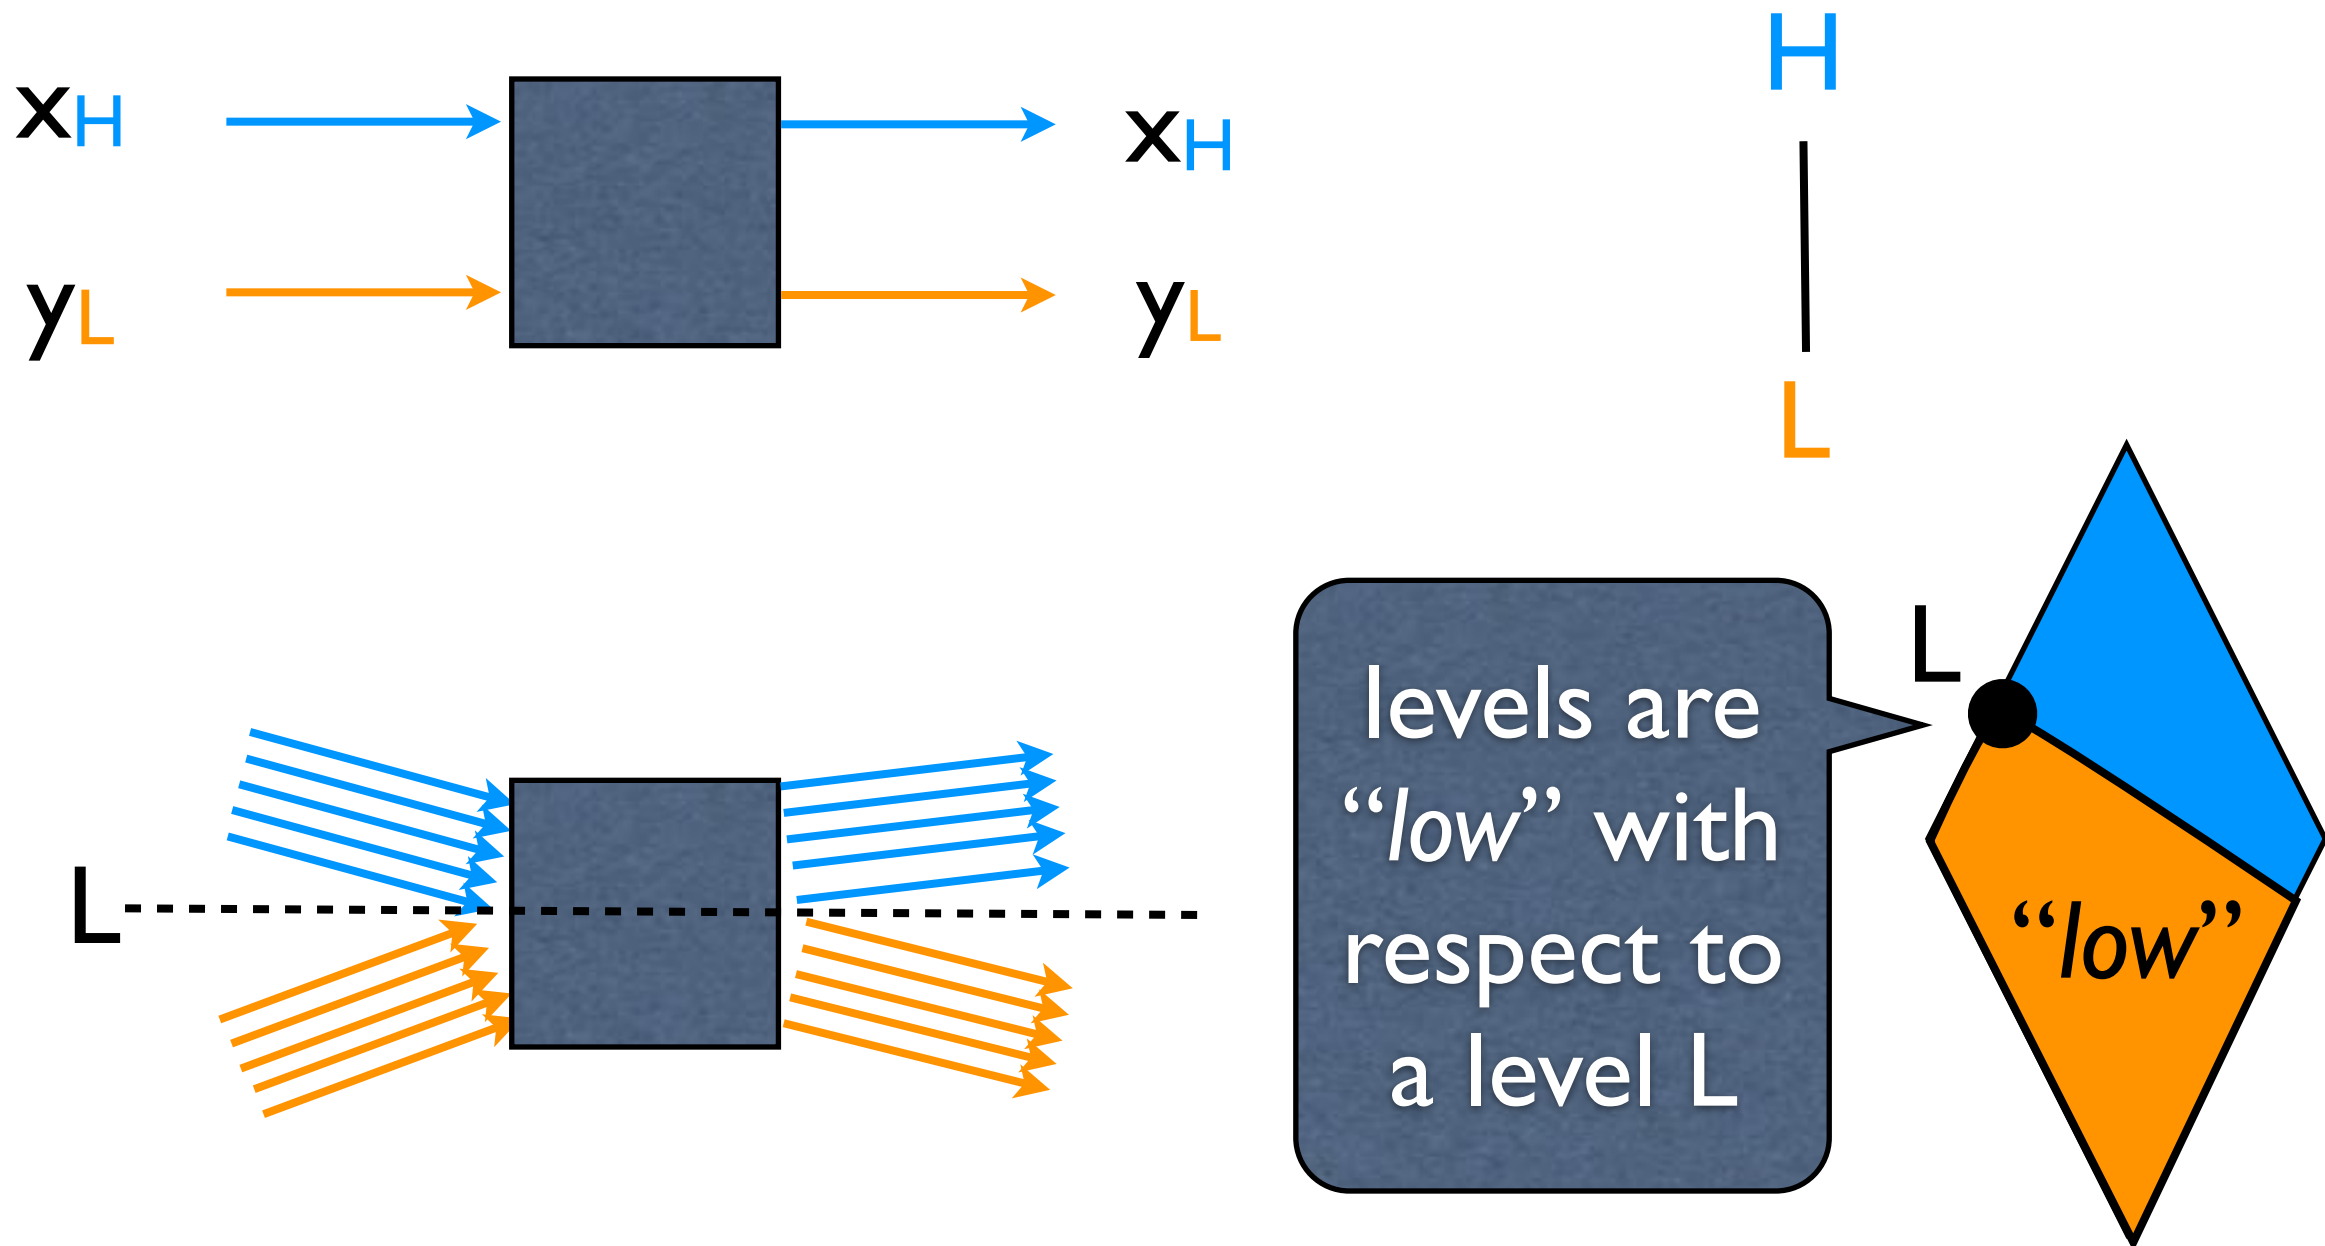 xH
xH
yL
yL
H
L
L
levels are
“low” with
respect to
a level L
L
“low”